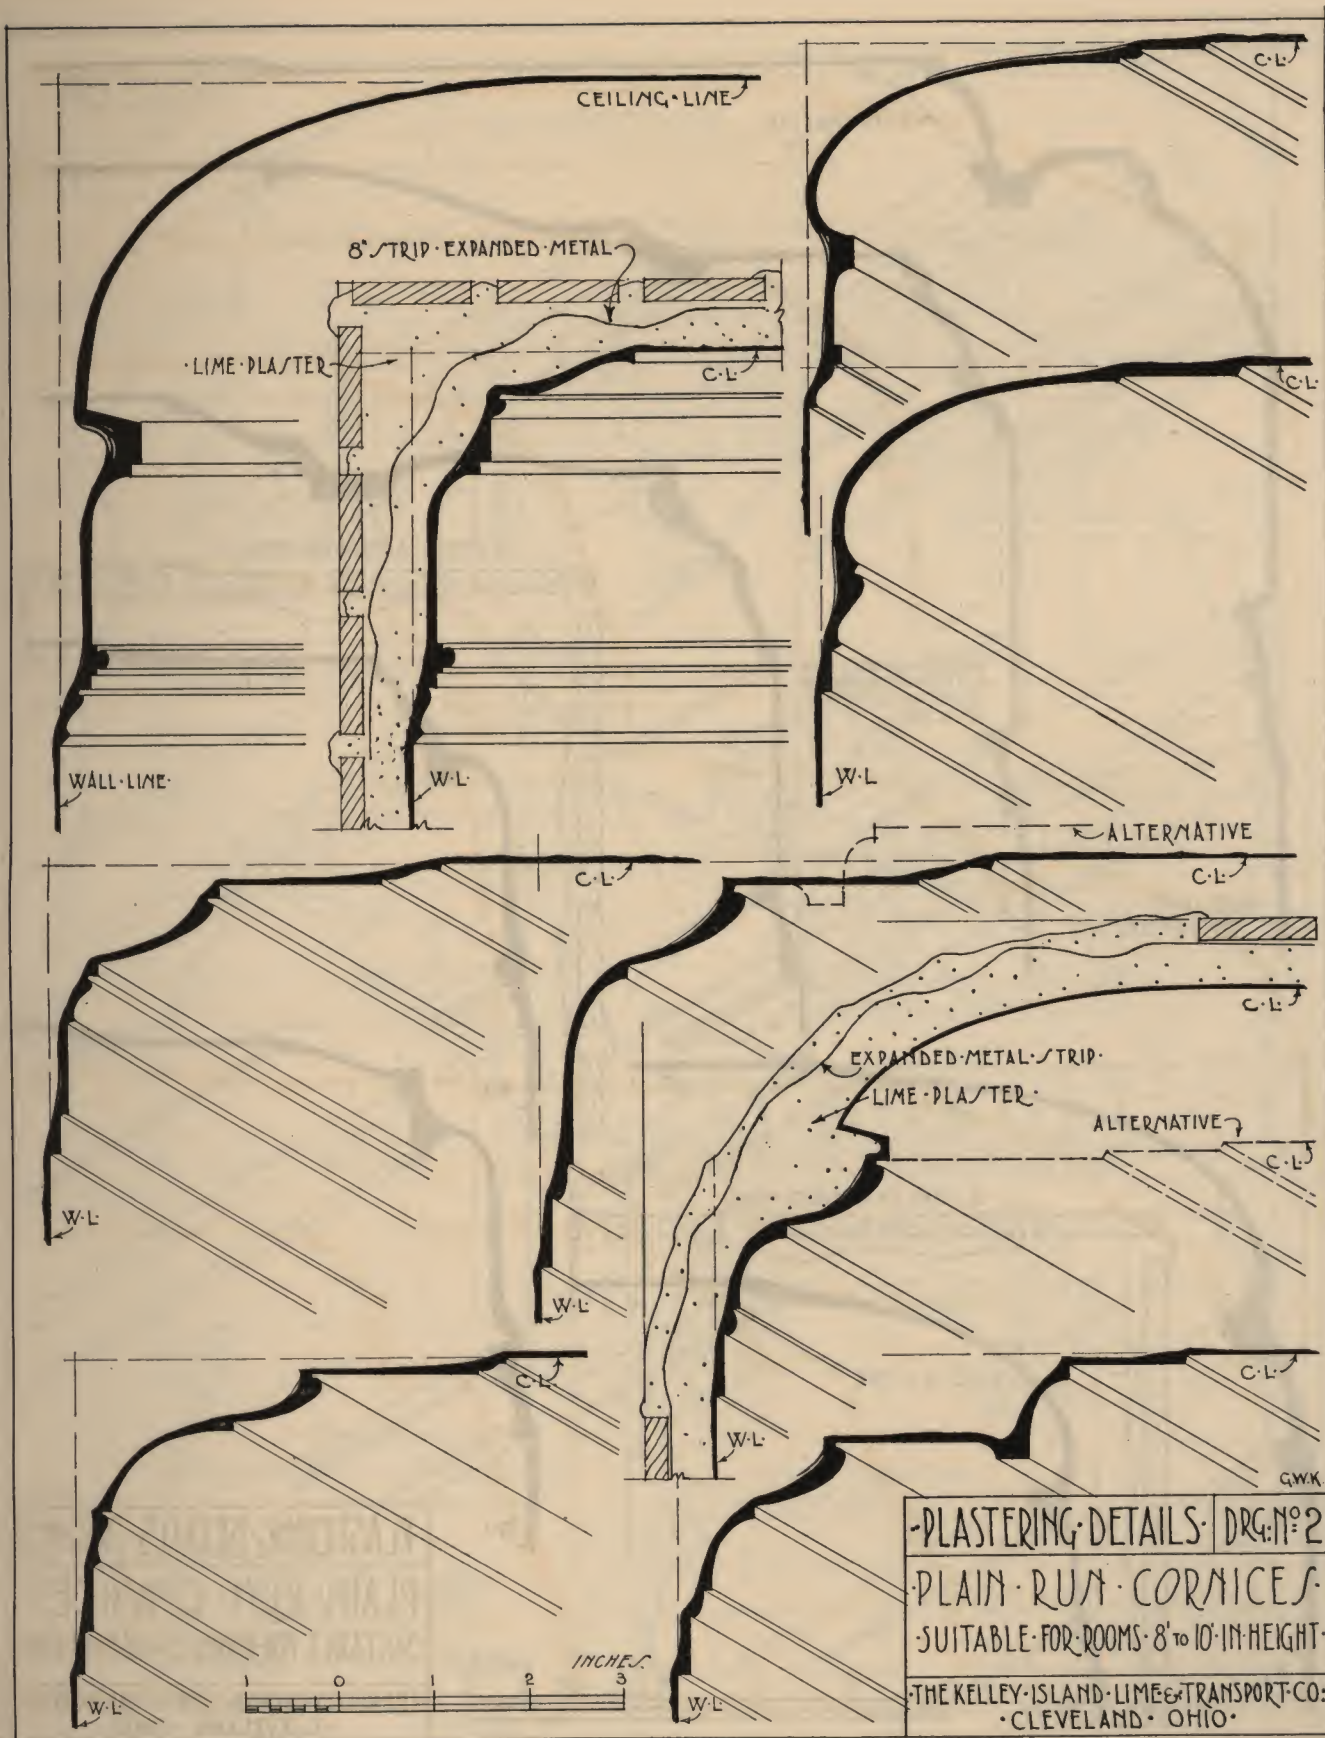 CEILING·LINE
C·L·
8" STRIP·EXPANDED·METAL
·LIME·PLASTER
C·L·
C·L·
WALL·LINE·
W·L·
W·L
ALTERNATIVE
C·L·
C·L·
C·L·
EXPANDED·METAL·STRIP·
LIME·PLASTER·
ALTERNATIVE
C·L·
W·L·
W·L·
C·L·
C·L·
W·L·
G.W.K.
·PLASTERING·DETAILS· DRG:Nº 2
·PLAIN·RUN·CORNICES·
·SUITABLE·FOR·ROOMS·8' TO 10'·IN·HEIGHT·
INCHES.
1 0 1 2 3
W·L·
W·L·
·THE KELLEY·ISLAND·LIME&TRANSPORT·CO:
·CLEVELAND·OHIO·